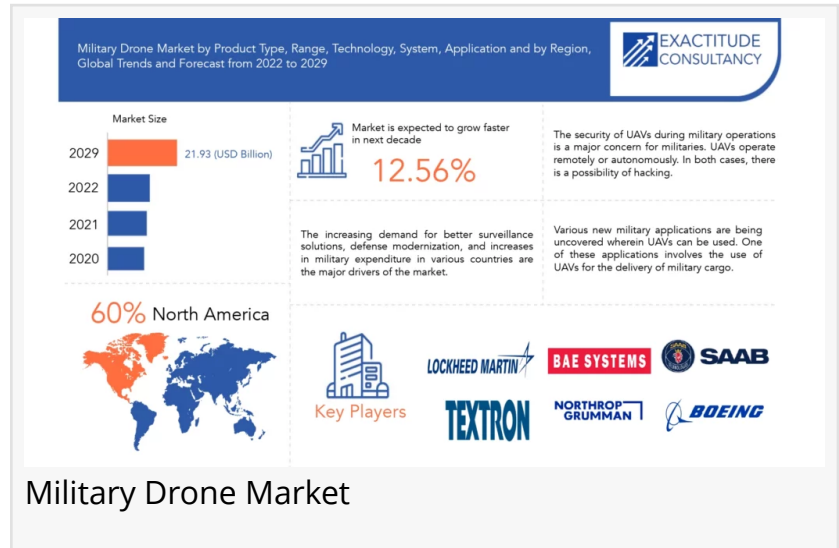 Military Drone Market by Product Type, Range, Technology, System, Application and by Region,
Global Trends and Forecast from 2022 to 2029
EXACTITUDE
CONSULTANCY
Market Size
2029
21.93 (USD Billion)
2022
2021
2020
Market is expected to grow faster
in next decade
12.56%
The security of UAVs during military operations
is a major concern for militaries. UAVs operate
remotely or autonomously. In both cases, there
is a possibility of hacking.
The increasing demand for better surveillance
solutions, defense modernization, and increases
in military expenditure in various countries are
the major drivers of the market.
Various new military applications are being
uncovered wherein UAVs can be used. One
of these applications involves the use of
UAVs for the delivery of military cargo.
60% North America
Key Players
LOCKHEED MARTIN
BAE SYSTEMS
SAAB
TEXTRON
NORTHROP
GRUMMAN
BOEING
Military Drone Market